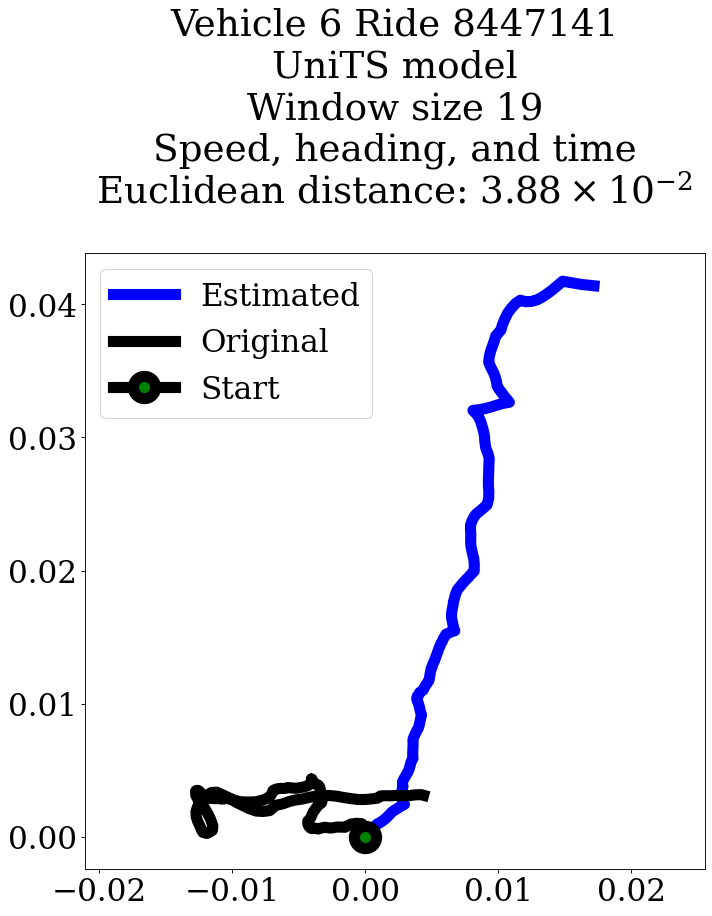 Vehicle 6 Ride 8447141
UniTS model
Window size 19
Speed, heading, and time
Euclidean distance: 3.88 × 10⁻²
Estimated
Original
Start
0.04
0.03
0.02
0.01
0.00
−0.02 −0.01 0.00 0.01 0.02